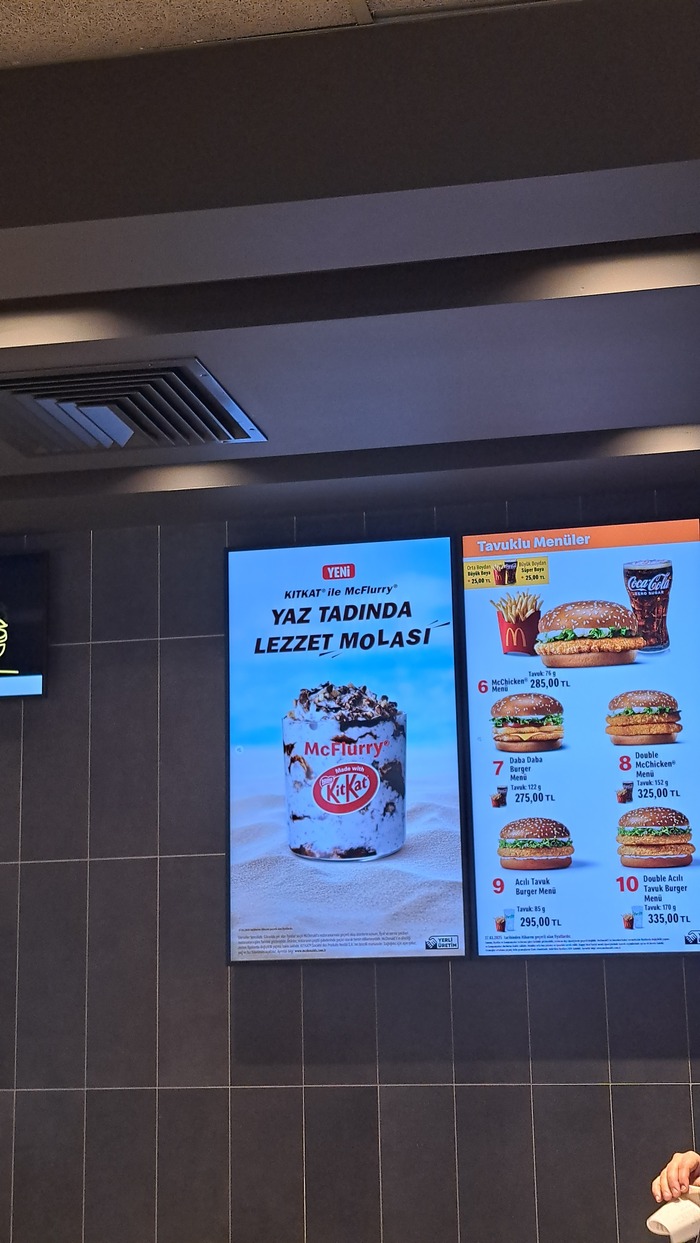 YENİ
KITKAT® ile McFlurry®
YAZ TADINDA
LEZZET MOLASI
McFlurry®
Made with
Nestle
KitKat
YERLİ
ÜRETİM
Tavuklu Menüler
Orta Boydan
Büyük Boya
+ 25,00 TL
Büyük Boydan
Süper Boya
+ 25,00 TL
Coca-Cola
ZERO SUGAR
6 McChicken®
Menü
Tavuk: 76 g
285,00 TL
7 Daba Daba
Burger
Menü
Tavuk: 122 g
275,00 TL
8 Double
McChicken®
Menü
Tavuk: 152 g
325,00 TL
9 Acılı Tavuk
Burger Menü
Tavuk: 85 g
295,00 TL
10 Double Acılı
Tavuk Burger
Menü
Tavuk: 170 g
335,00 TL